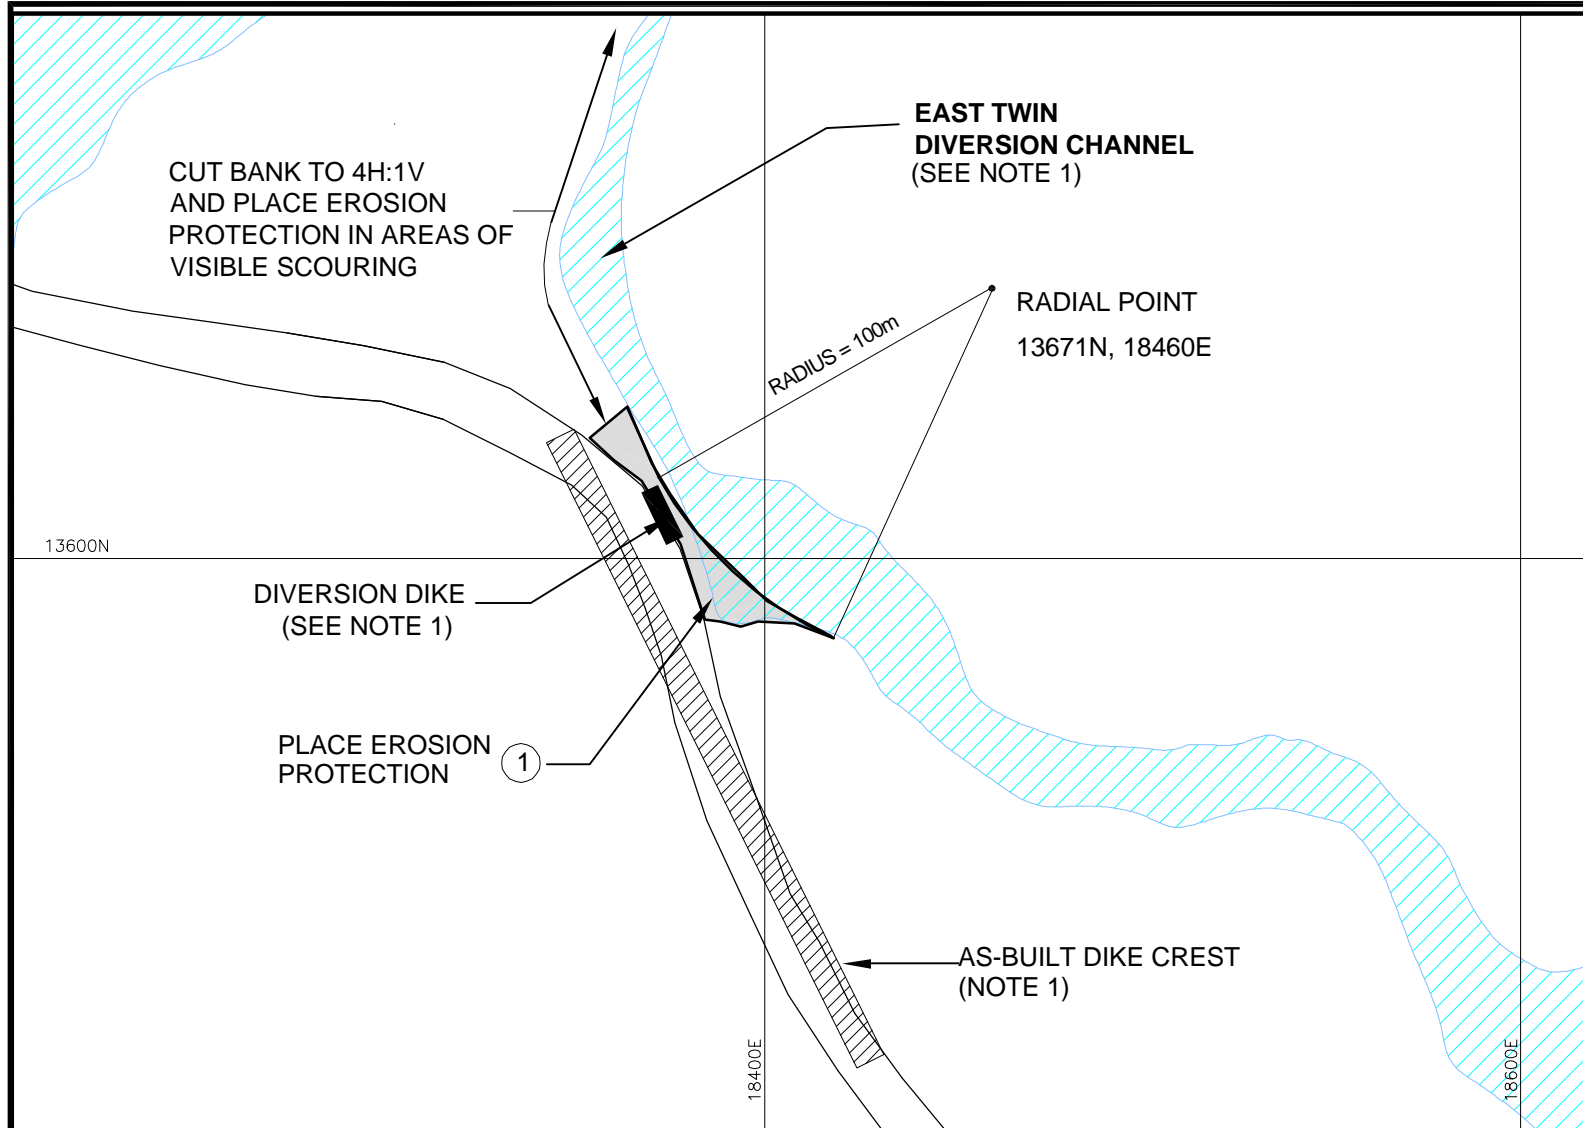 EAST TWIN
DIVERSION CHANNEL
(SEE NOTE 1)
CUT BANK TO 4H:1V
AND PLACE EROSION
PROTECTION IN AREAS OF
VISIBLE SCOURING
RADIAL POINT
13671N, 18460E
RADIUS = 100m
13600N
DIVERSION DIKE
(SEE NOTE 1)
PLACE EROSION
PROTECTION
1
AS-BUILT DIKE CREST
(NOTE 1)
18400E
18600E